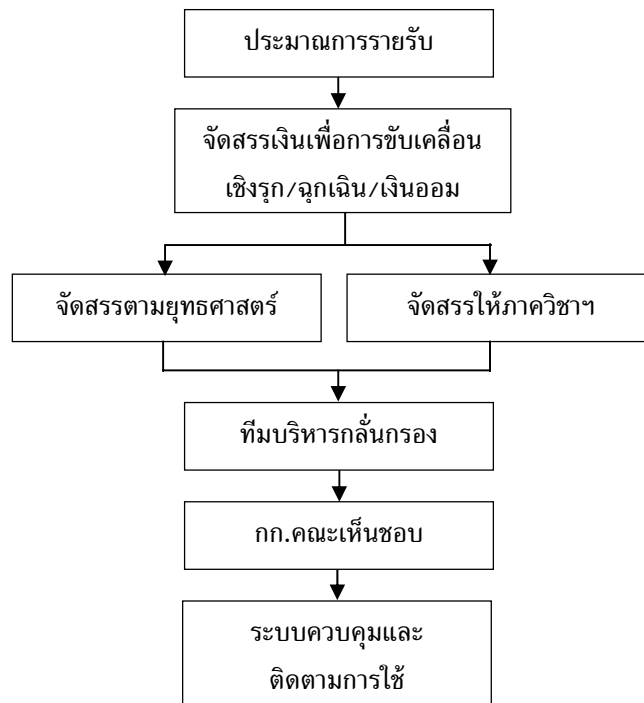 ประมาณการรายรับ
จัดสรรเงินเพื่อการขับเคลื่อน
เชิงรุก/ฉุกเฉิน/เงินออม
จัดสรรตามยุทธศาสตร์
จัดสรรให้ภาควิชาฯ
ทีมบริหารกลั่นกรอง
กก.คณะเห็นชอบ
ระบบควบคุมและ
ติดตามการใช้